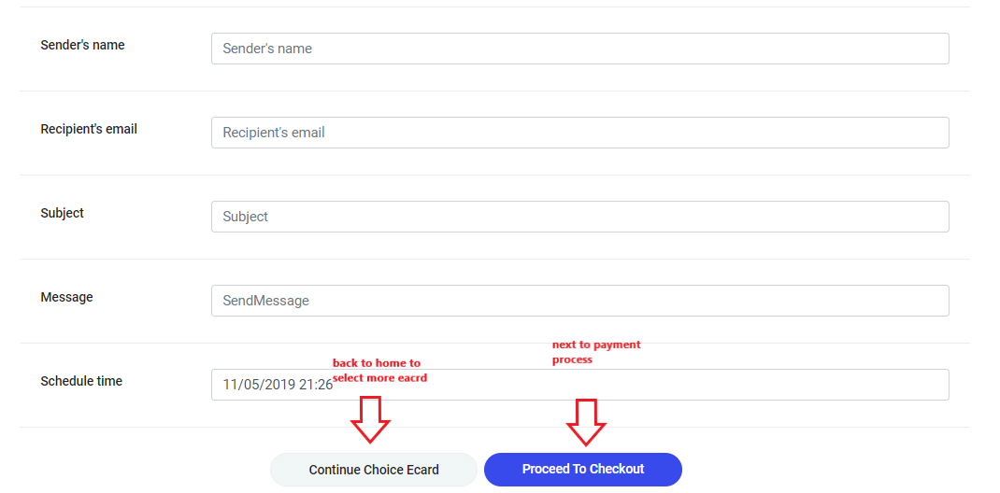 Sender's name
Sender's name
Recipient's email
Recipient's email
Subject
Subject
Message
SendMessage
next to payment
process
back to home to
select more eacrd
Schedule time
11/05/2019 21:26
Continue Choice Ecard
Proceed To Checkout